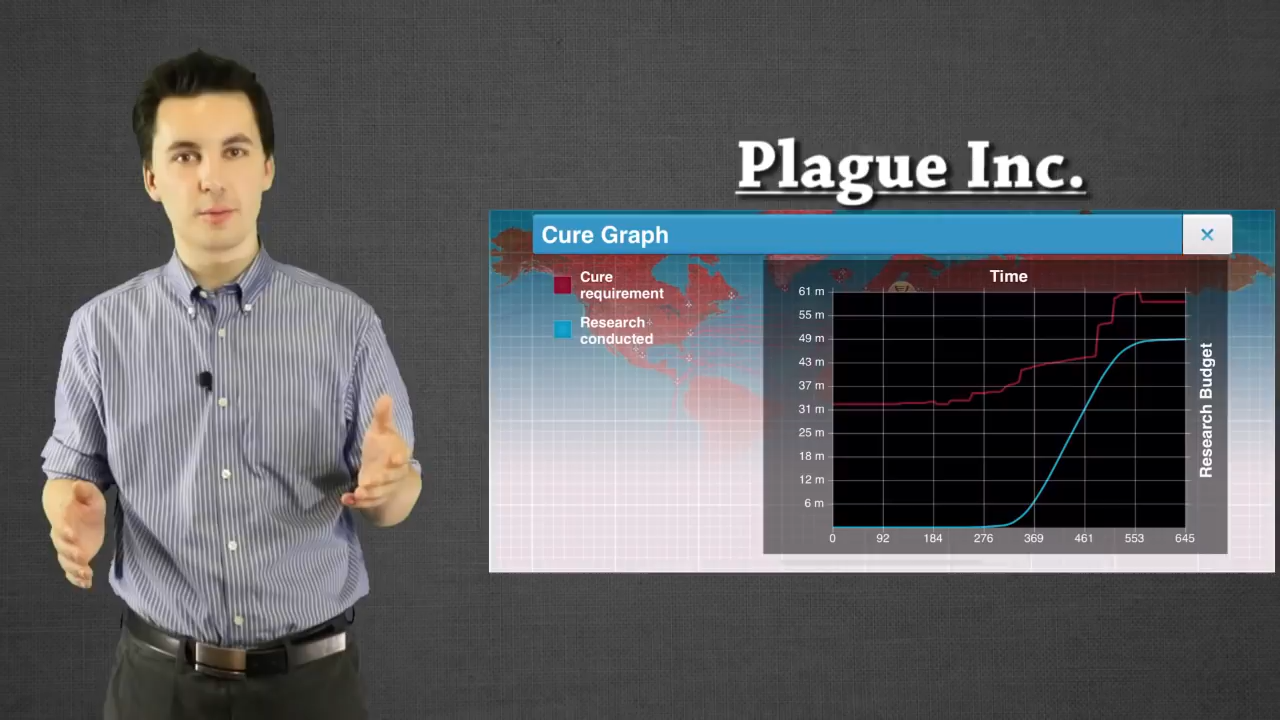 Plague Inc.
Cure Graph
×
Cure
requirement
Research
conducted
Time
61 m
55 m
49 m
43 m
37 m
31 m
25 m
18 m
12 m
6 m
0
92
184
276
369
461
553
645
Research Budget